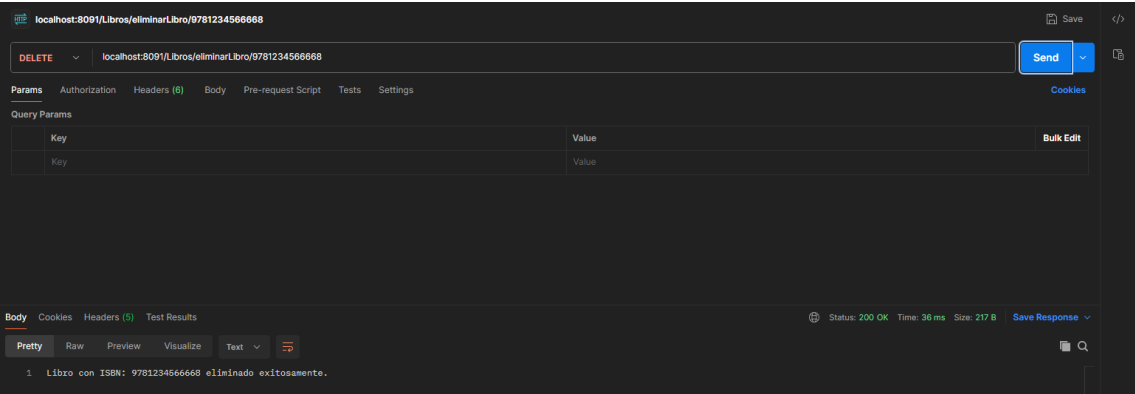 HTTP localhost:8091/Libros/eliminarLibro/9781234566668 Save </>
DELETE localhost:8091/Libros/eliminarLibro/9781234566668 Send
Params Authorization Headers (6) Body Pre-request Script Tests Settings Cookies
Query Params
Key Value Bulk Edit
Key Value
Body Cookies Headers (5) Test Results Status: 200 OK Time: 36 ms Size: 217 B Save Response
Pretty Raw Preview Visualize Text
1 Libro con ISBN: 9781234566668 eliminado exitosamente.